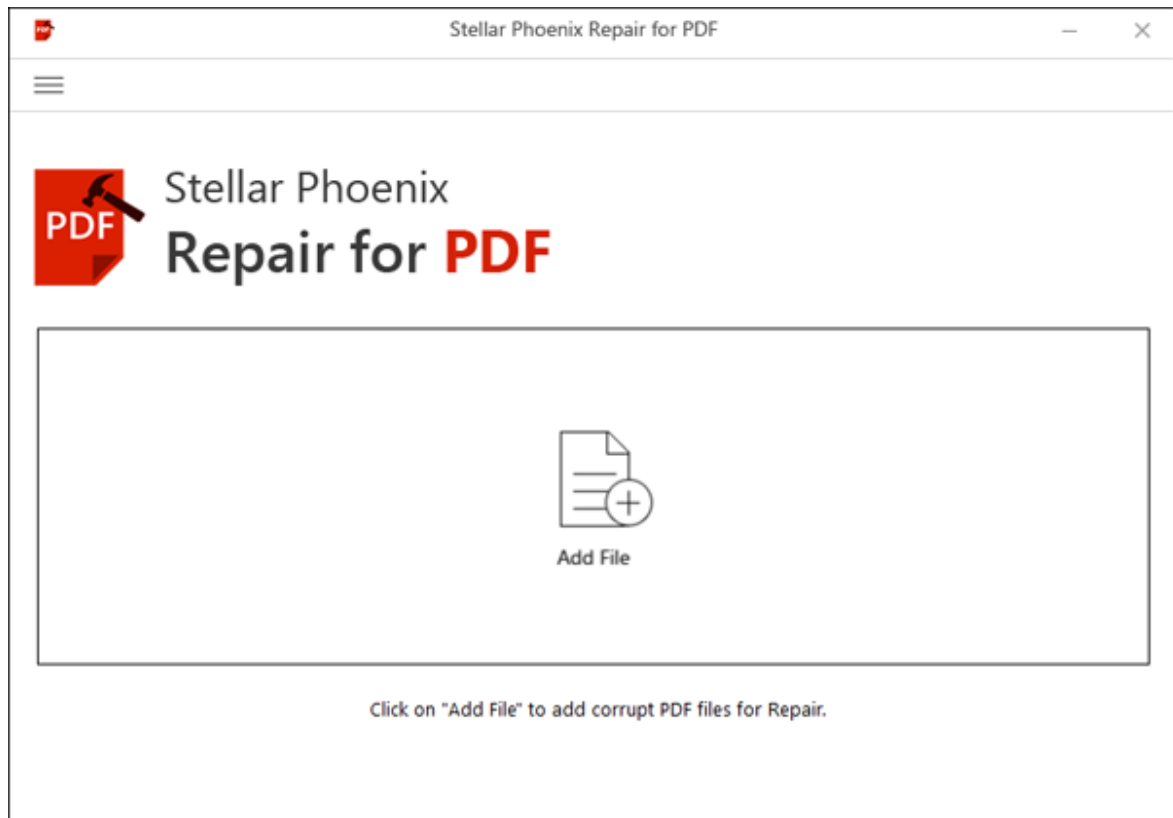 Stellar Phoenix Repair for PDF
PDF
Stellar Phoenix
Repair for PDF
Add File
Click on "Add File" to add corrupt PDF files for Repair.